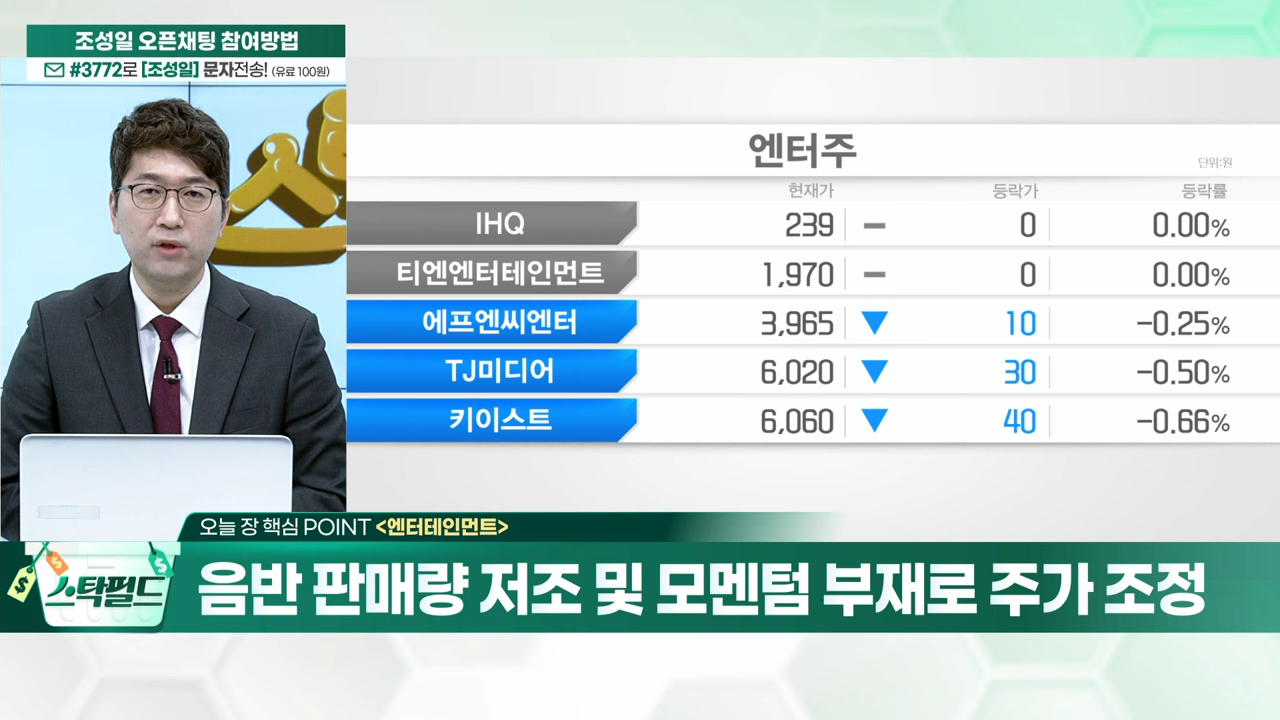 조성일 오픈채팅 참여방법
#3772로 [조성일] 문자전송! (유료 100원)
엔터주
단위:원
현재가 등락가 등락률
IHQ 239 0 0.00%
티엔엔터테인먼트 1,970 0 0.00%
에프엔씨엔터 3,965 ▼ 10 -0.25%
TJ미디어 6,020 ▼ 30 -0.50%
키이스트 6,060 ▼ 40 -0.66%
오늘 장 핵심 POINT <엔터테인먼트>
스탁필드
음반 판매량 저조 및 모멘텀 부재로 주가 조정